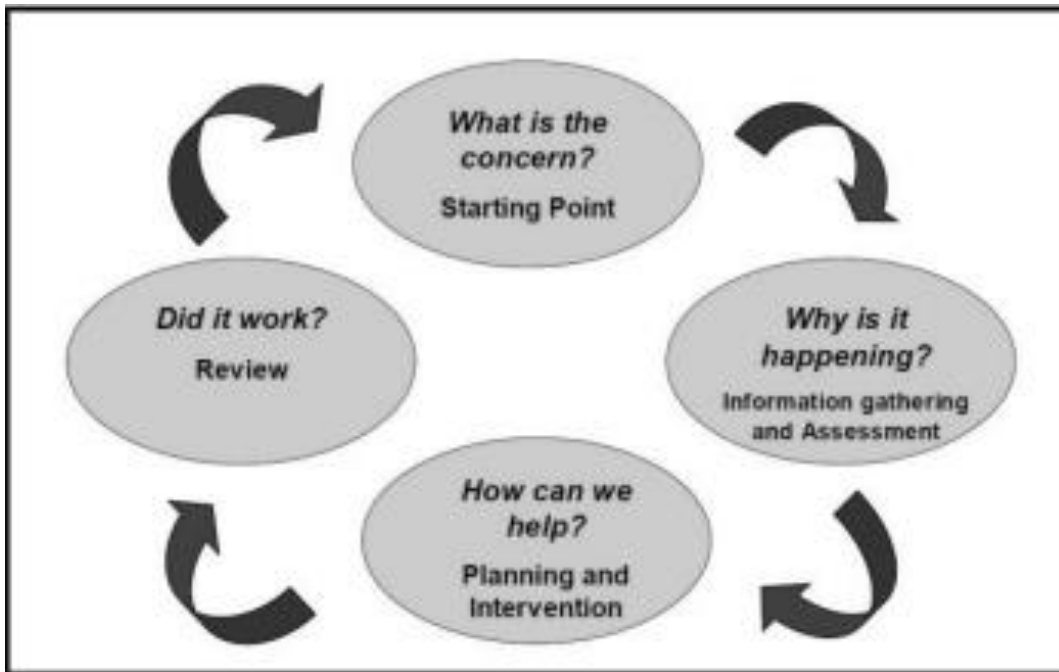 What is the
concern?
Starting Point
Why is it
happening?
Information gathering
and Assessment
How can we
help?
Planning and
Intervention
Did it work?
Review